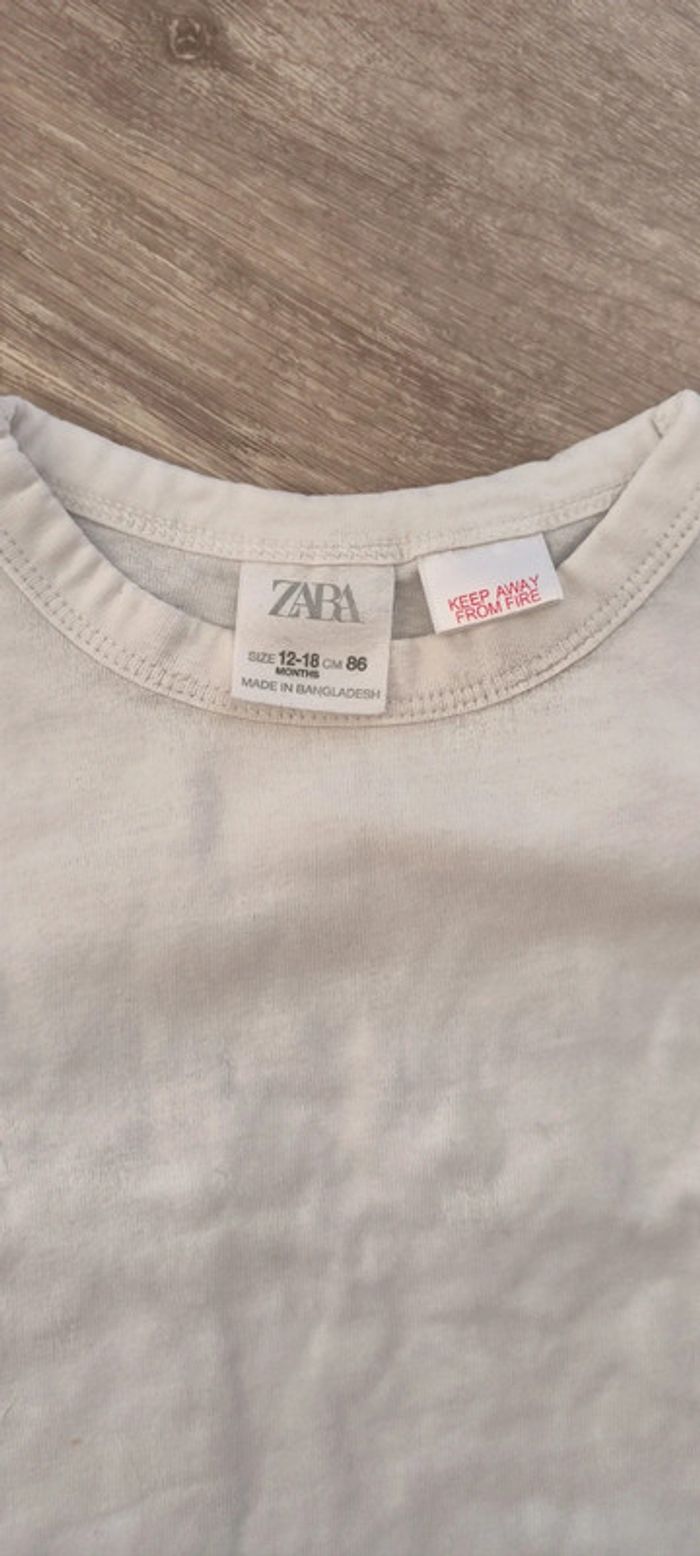 ZARA
SIZE 12-18 CM 86
MONTHS
MADE IN BANGLADESH
KEEP AWAY
FROM FIRE